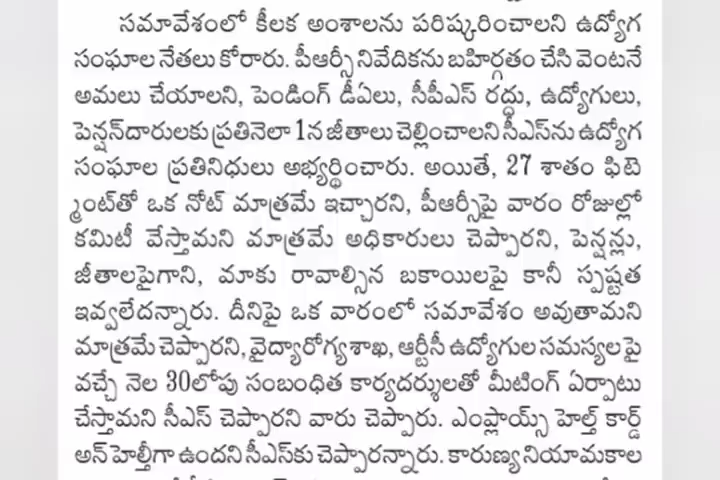 సమావేశంలో కీలక అంశాలను పరిష్కరించాలని ఉద్యోగ
సంఘాల నేతలు కోరారు. పీఆర్సీ నివేదికను బహిర్గతం చేసి వెంటనే
అమలు చేయాలని, పెండింగ్ డీఏలు, సీపీఎస్ రద్దు, ఉద్యోగులు,
పెన్షన్‌దారులకు ప్రతినెలా 1న జీతాలు చెల్లించాలని సీఎస్‌ను ఉద్యోగ
సంఘాల ప్రతినిధులు అభ్యర్థించారు. అయితే, 27 శాతం ఫిటె
్మంట్‌తో ఒక నోట్ మాత్రమే ఇచ్చారని, పీఆర్సీపై వారం రోజుల్లో
కమిటీ వేస్తామని మాత్రమే అధికారులు చెప్పారని, పెన్షన్లు,
జీతాలపైగాని, మాకు రావాల్సిన బకాయిలపై కానీ స్పష్టత
ఇవ్వలేదన్నారు. దీనిపై ఒక వారంలో సమావేశం అవుతామని
మాత్రమే చెప్పారని, వైద్యారోగ్యశాఖ, ఆర్టీసీ ఉద్యోగుల సమస్యలపై
వచ్చే నెల 30లోపు సంబంధిత కార్యదర్శులతో మీటింగ్ ఏర్పాటు
చేస్తామని సీఎస్ చెప్పారని వారు చెప్పారు. ఎంప్లాయ్స్ హెల్త్ కార్డ్
అన్‌హెల్తీగా ఉందని సీఎస్‌కు చెప్పారన్నారు. కారుణ్య నియామకాల